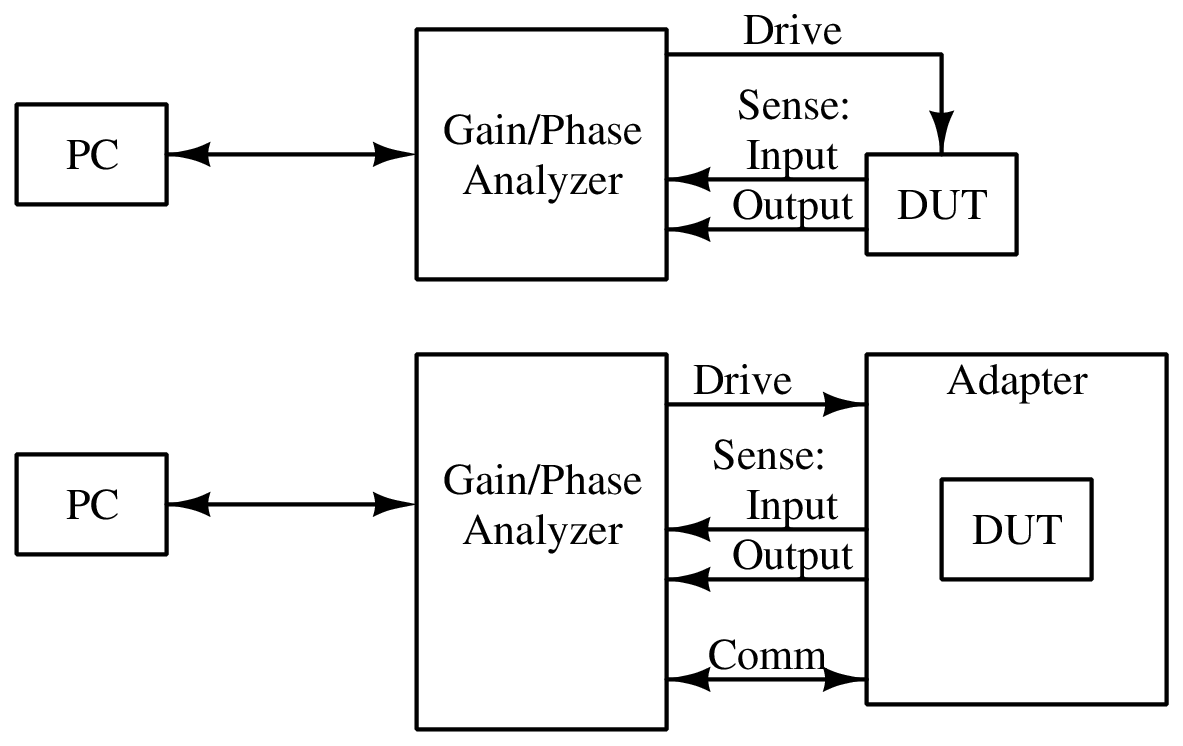 Drive
Sense:
Input
Output
PC
Gain/Phase
Analyzer
DUT
Drive
Adapter
Sense:
Input
Output
PC
Gain/Phase
Analyzer
DUT
Comm